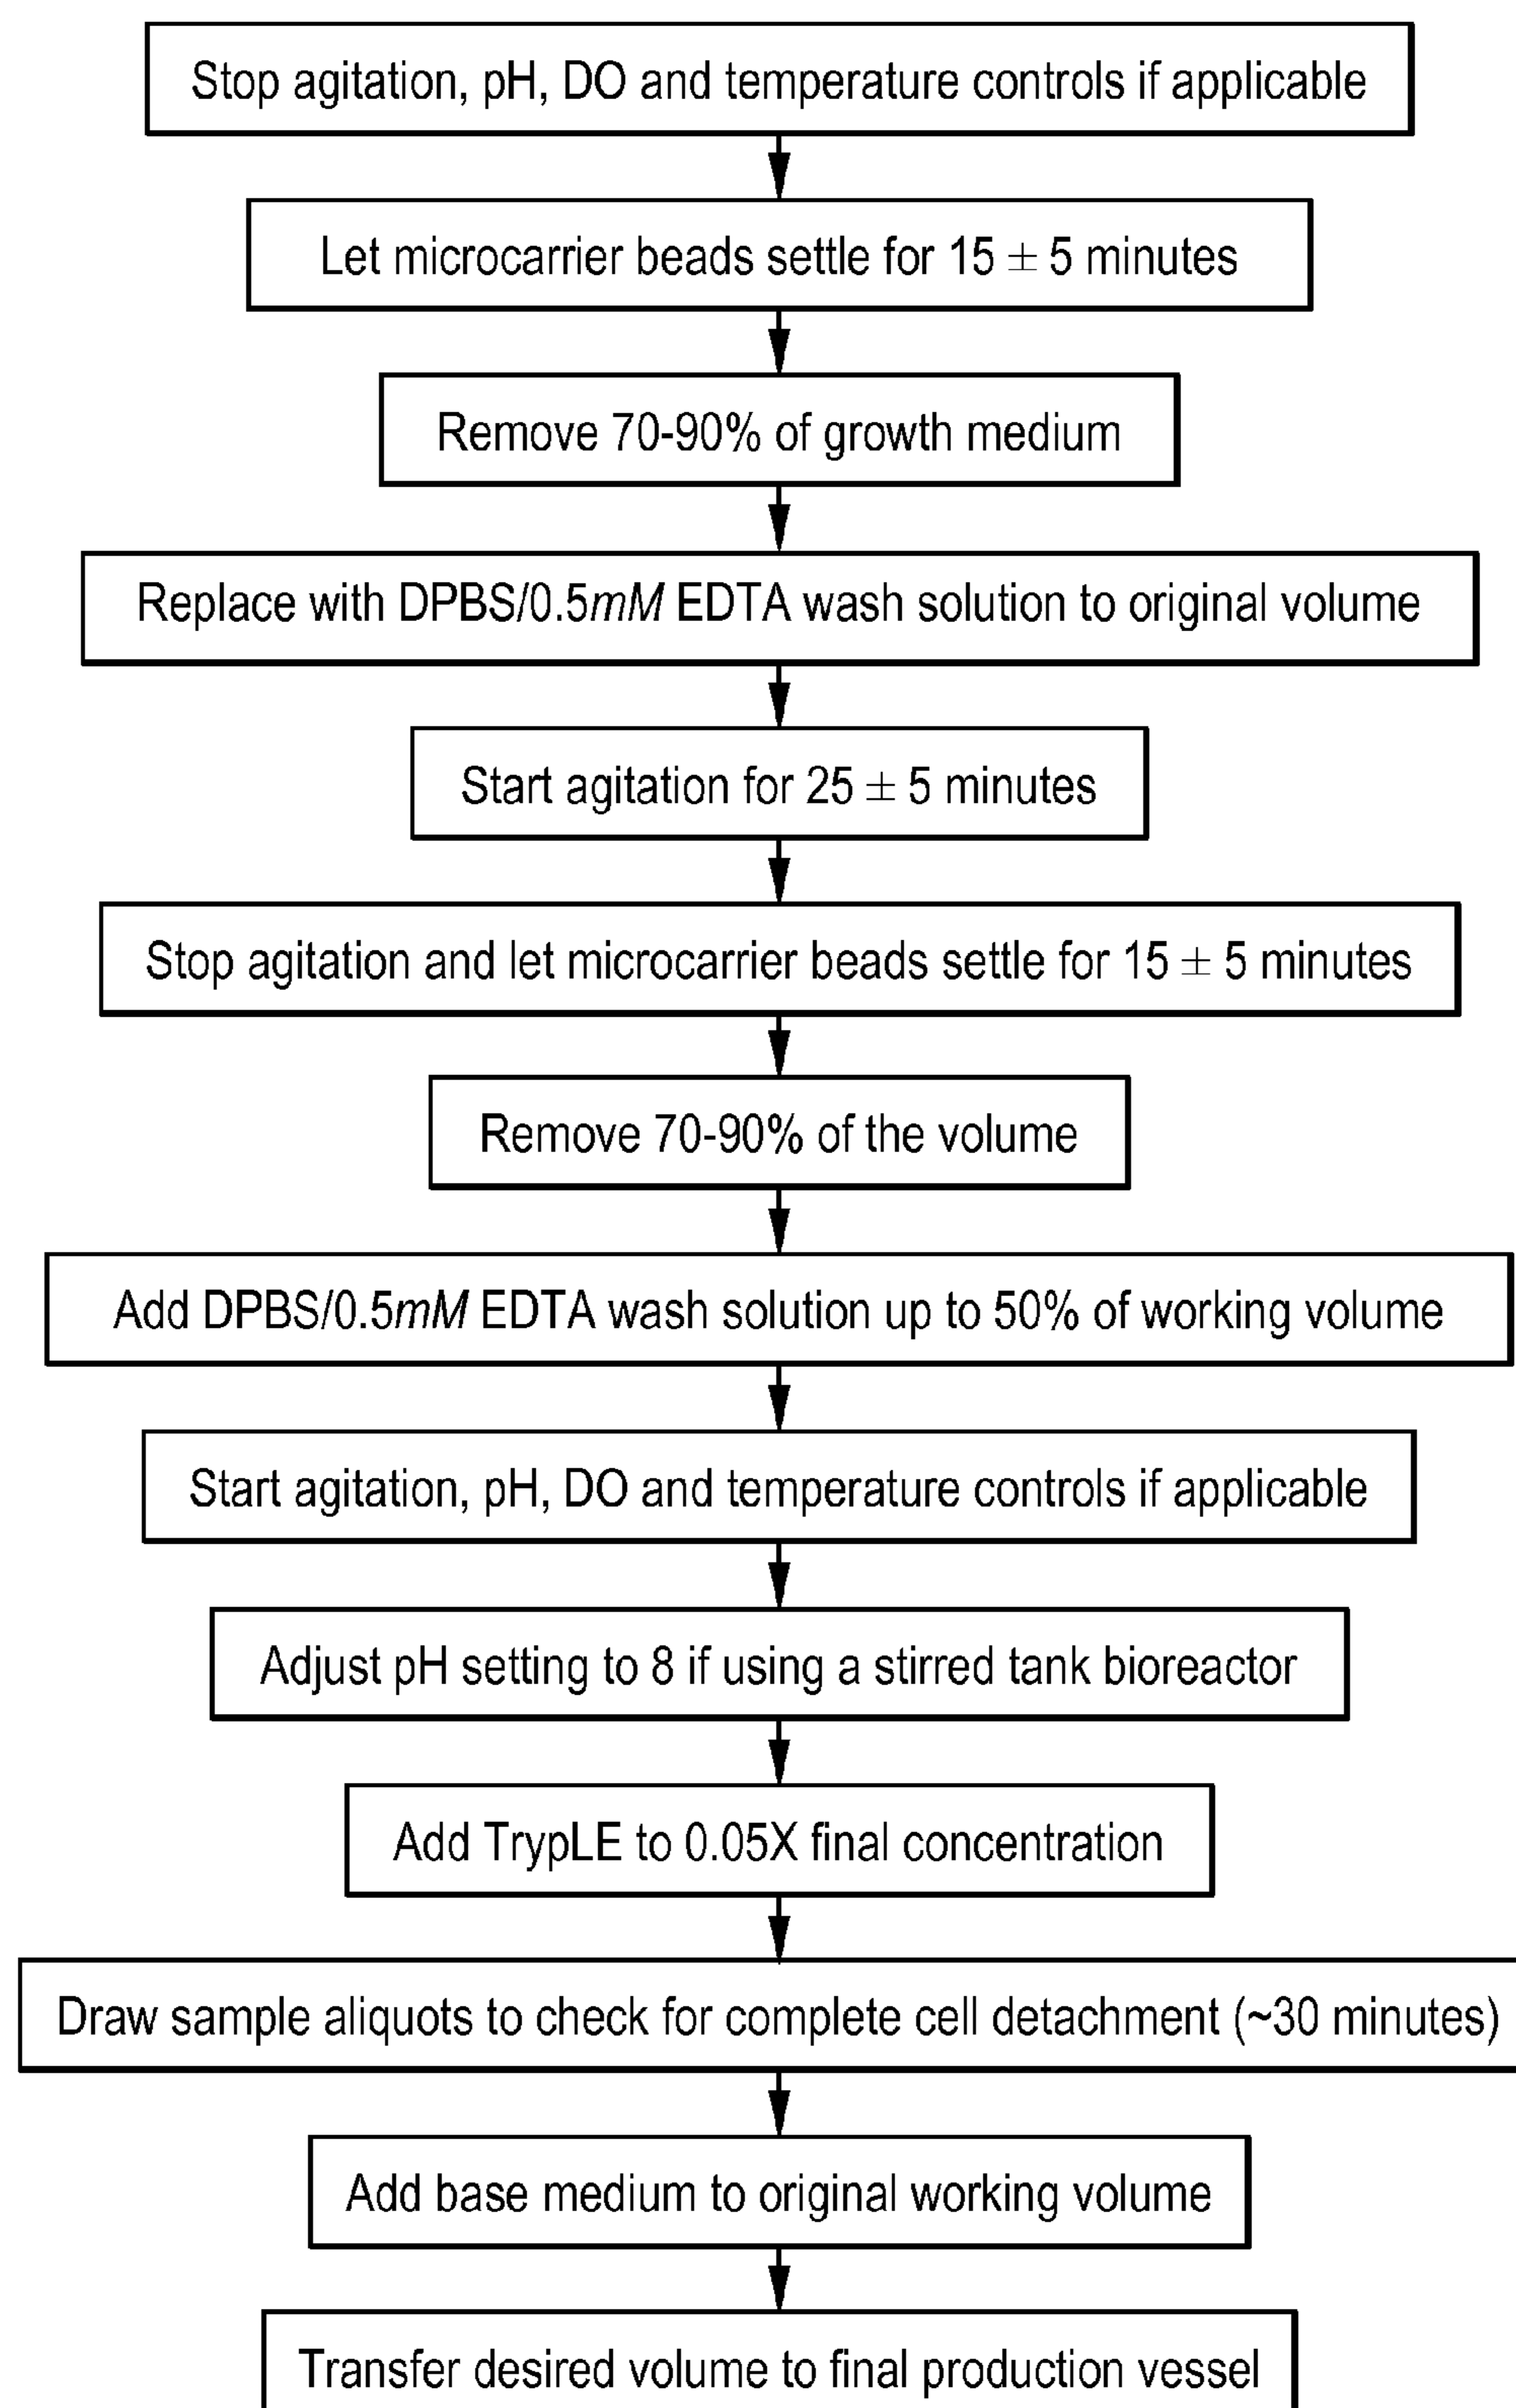 Stop agitation, pH, DO and temperature controls if applicable
Let microcarrier beads settle for 15 ± 5 minutes
Remove 70-90% of growth medium
Replace with DPBS/0.5mM EDTA wash solution to original volume
Start agitation for 25 ± 5 minutes
Stop agitation and let microcarrier beads settle for 15 ± 5 minutes
Remove 70-90% of the volume
Add DPBS/0.5mM EDTA wash solution up to 50% of working volume
Start agitation, pH, DO and temperature controls if applicable
Adjust pH setting to 8 if using a stirred tank bioreactor
Add TrypLE to 0.05X final concentration
Draw sample aliquots to check for complete cell detachment (~30 minutes)
Add base medium to original working volume
Transfer desired volume to final production vessel